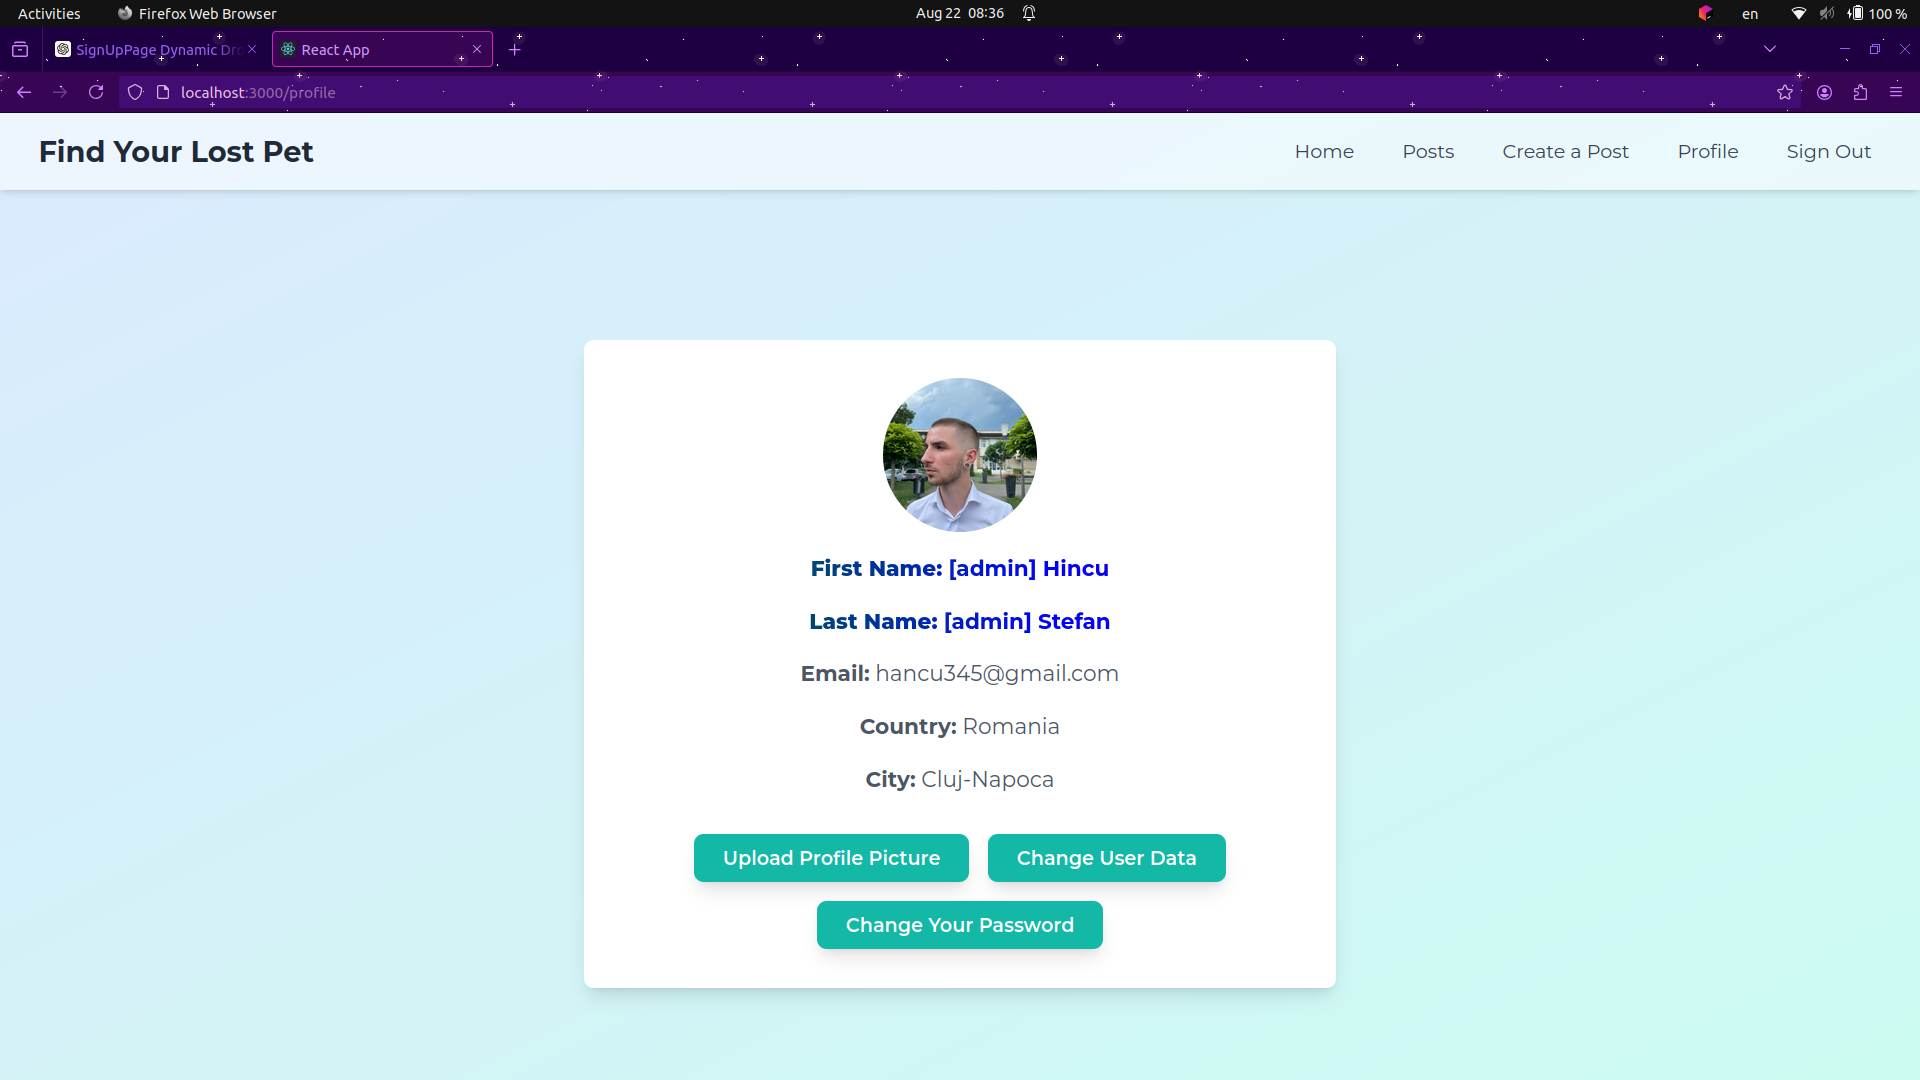 Activities Firefox Web Browser Aug 22 08:36 en 100 %
SignUpPage Dynamic Dro React App
localhost:3000/profile
Find Your Lost Pet Home Posts Create a Post Profile Sign Out
First Name: [admin] Hincu
Last Name: [admin] Stefan
Email: hancu345@gmail.com
Country: Romania
City: Cluj-Napoca
Upload Profile Picture Change User Data
Change Your Password